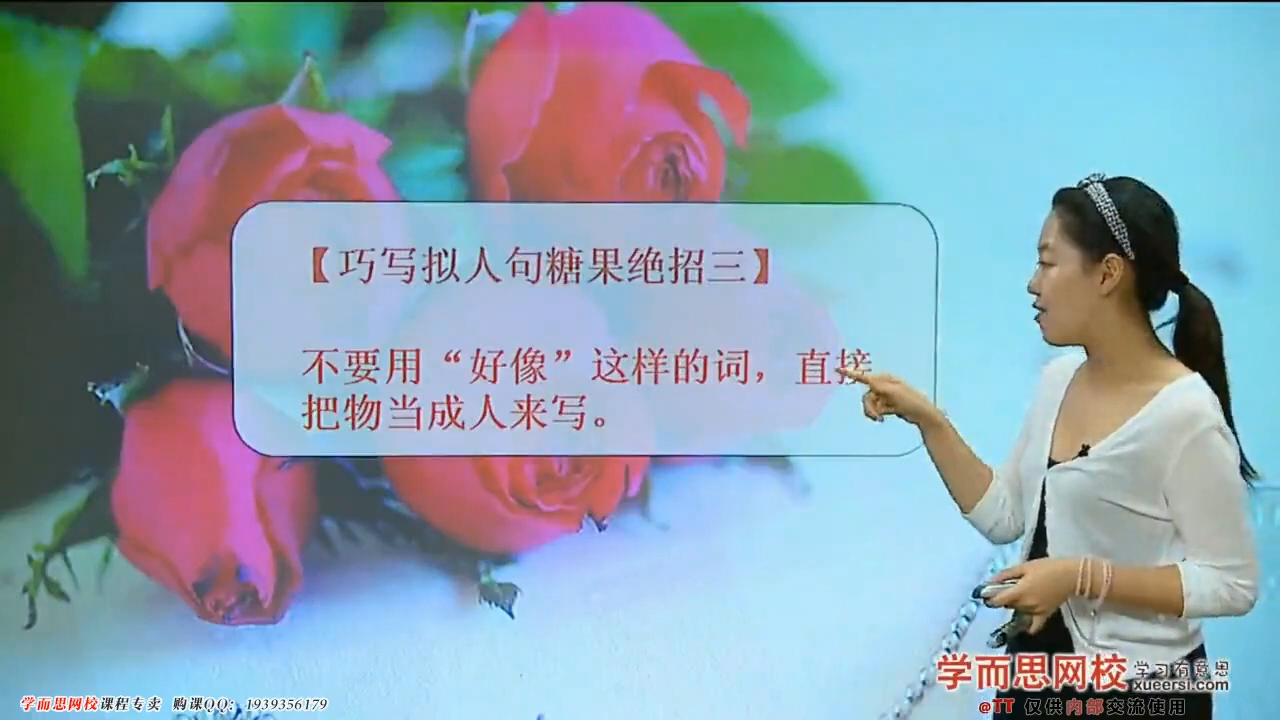 【巧写拟人句糖果绝招三】
不要用“好像”这样的词，直接
把物当成人来写。
学而思网校 学习有意思
xueersi.com
@TT 仅供内部交流使用
学而思网校课程专卖 购课QQ：1939356179